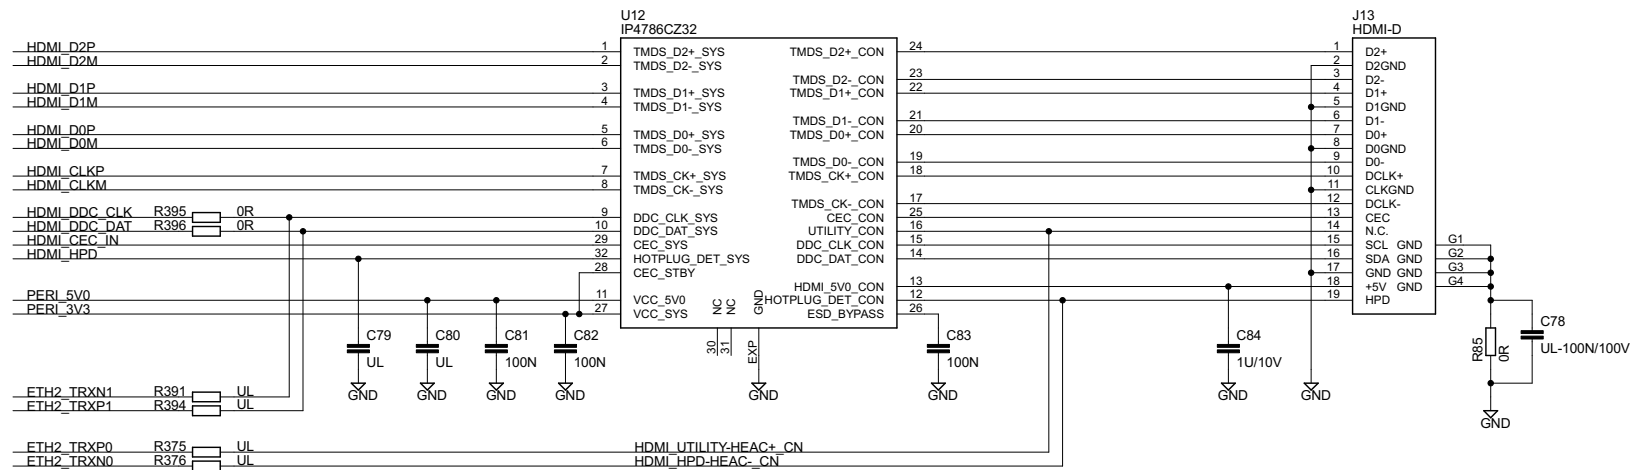 U12
IP4786CZ32
J13
HDMI-D
HDMI_D2P 1 TMDS_D2+_SYS TMDS_D2+_CON 24 1 D2+
HDMI_D2M 2 TMDS_D2-_SYS 2 D2GND
TMDS_D2-_CON 23 3 D2-
HDMI_D1P 3 TMDS_D1+_SYS TMDS_D1+_CON 22 4 D1+
HDMI_D1M 4 TMDS_D1-_SYS 5 D1GND
TMDS_D1-_CON 21 6 D1-
HDMI_D0P 5 TMDS_D0+_SYS TMDS_D0+_CON 20 7 D0+
HDMI_D0M 6 TMDS_D0-_SYS 8 D0GND
TMDS_D0-_CON 19 9 D0-
HDMI_CLKP 7 TMDS_CK+_SYS TMDS_CK+_CON 18 10 DCLK+
HDMI_CLKM 8 TMDS_CK-_SYS 11 CLKGND
TMDS_CK-_CON 17 12 DCLK-
HDMI_DDC_CLK R395 0R 9 DDC_CLK_SYS CEC_CON 25 13 CEC
HDMI_DDC_DAT R396 0R 10 DDC_DAT_SYS UTILITY_CON 16 14 N.C.
HDMI_CEC_IN 29 CEC_SYS DDC_CLK_CON 15 15 SCL GND G1
HDMI_HPD 32 HOTPLUG_DET_SYS DDC_DAT_CON 14 16 SDA GND G2
28 CEC_STBY 17 GND GND G3
HDMI_5V0_CON 13 18 +5V GND G4
PERI_5V0 11 VCC_5V0 HOTPLUG_DET_CON 12 19 HPD
PERI_3V3 27 VCC_SYS NC NC GND ESD_BYPASS 26
30 31 EXP
C79 UL
C80 UL
C81 100N
C82 100N
C83 100N
C84 1U/10V
R85 0R
C78 UL-100N/100V
GND GND GND GND GND GND GND GND GND
ETH2_TRXN1 R391 UL
ETH2_TRXP1 R394 UL
ETH2_TRXP0 R375 UL HDMI_UTILITY-HEAC+_CN
ETH2_TRXN0 R376 UL HDMI_HPD-HEAC-_CN